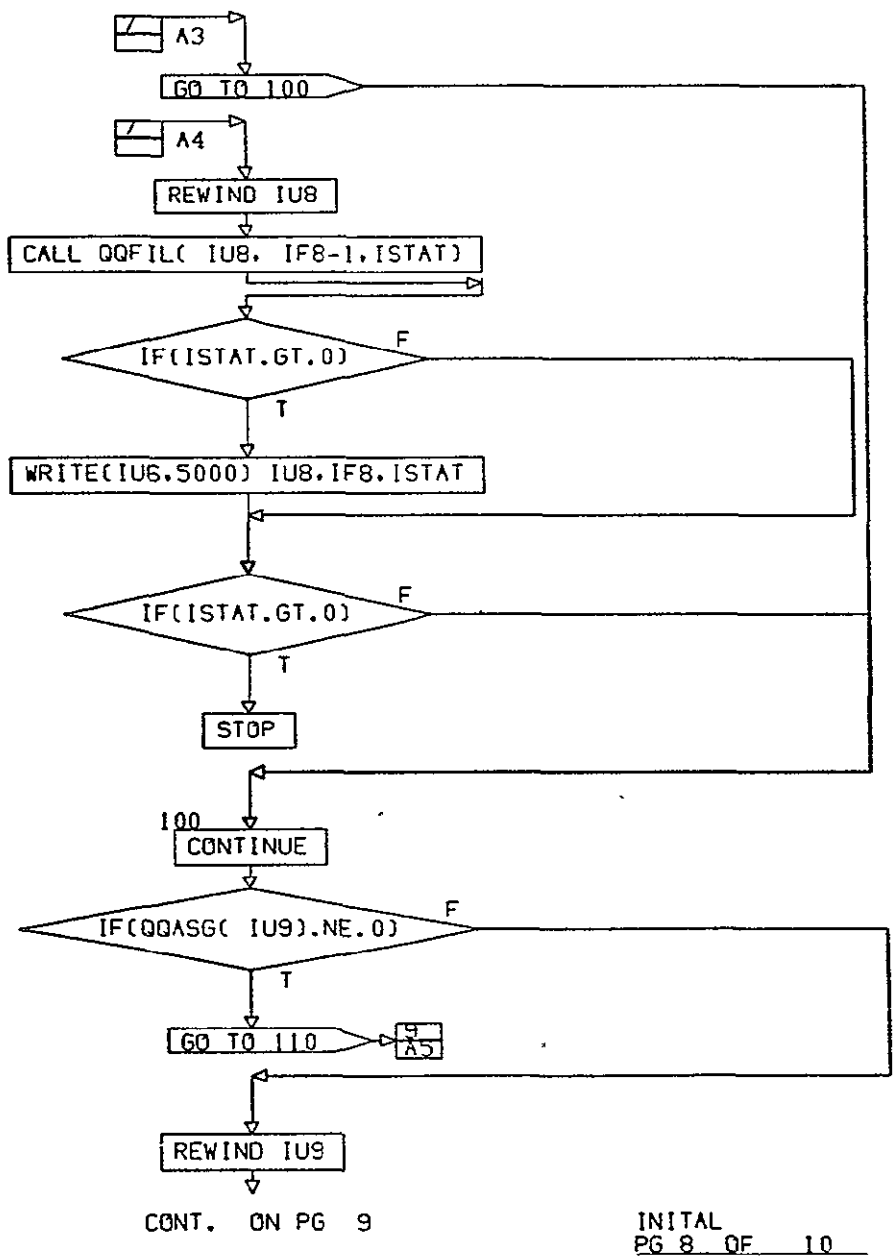 7
A3
GO TO 100
7
A4
REWIND IU8
CALL QQFIL( IU8, IF8-1,ISTAT)
IF(ISTAT.GT.0)
F
T
WRITE(IU6,5000) IU8,IF8,ISTAT
IF(ISTAT.GT.0)
F
T
STOP
100
CONTINUE
IF(QQASG( IU9).NE.0)
F
T
GO TO 110
9
A5
REWIND IU9
CONT. ON PG 9
INITAL
PG 8 OF 10